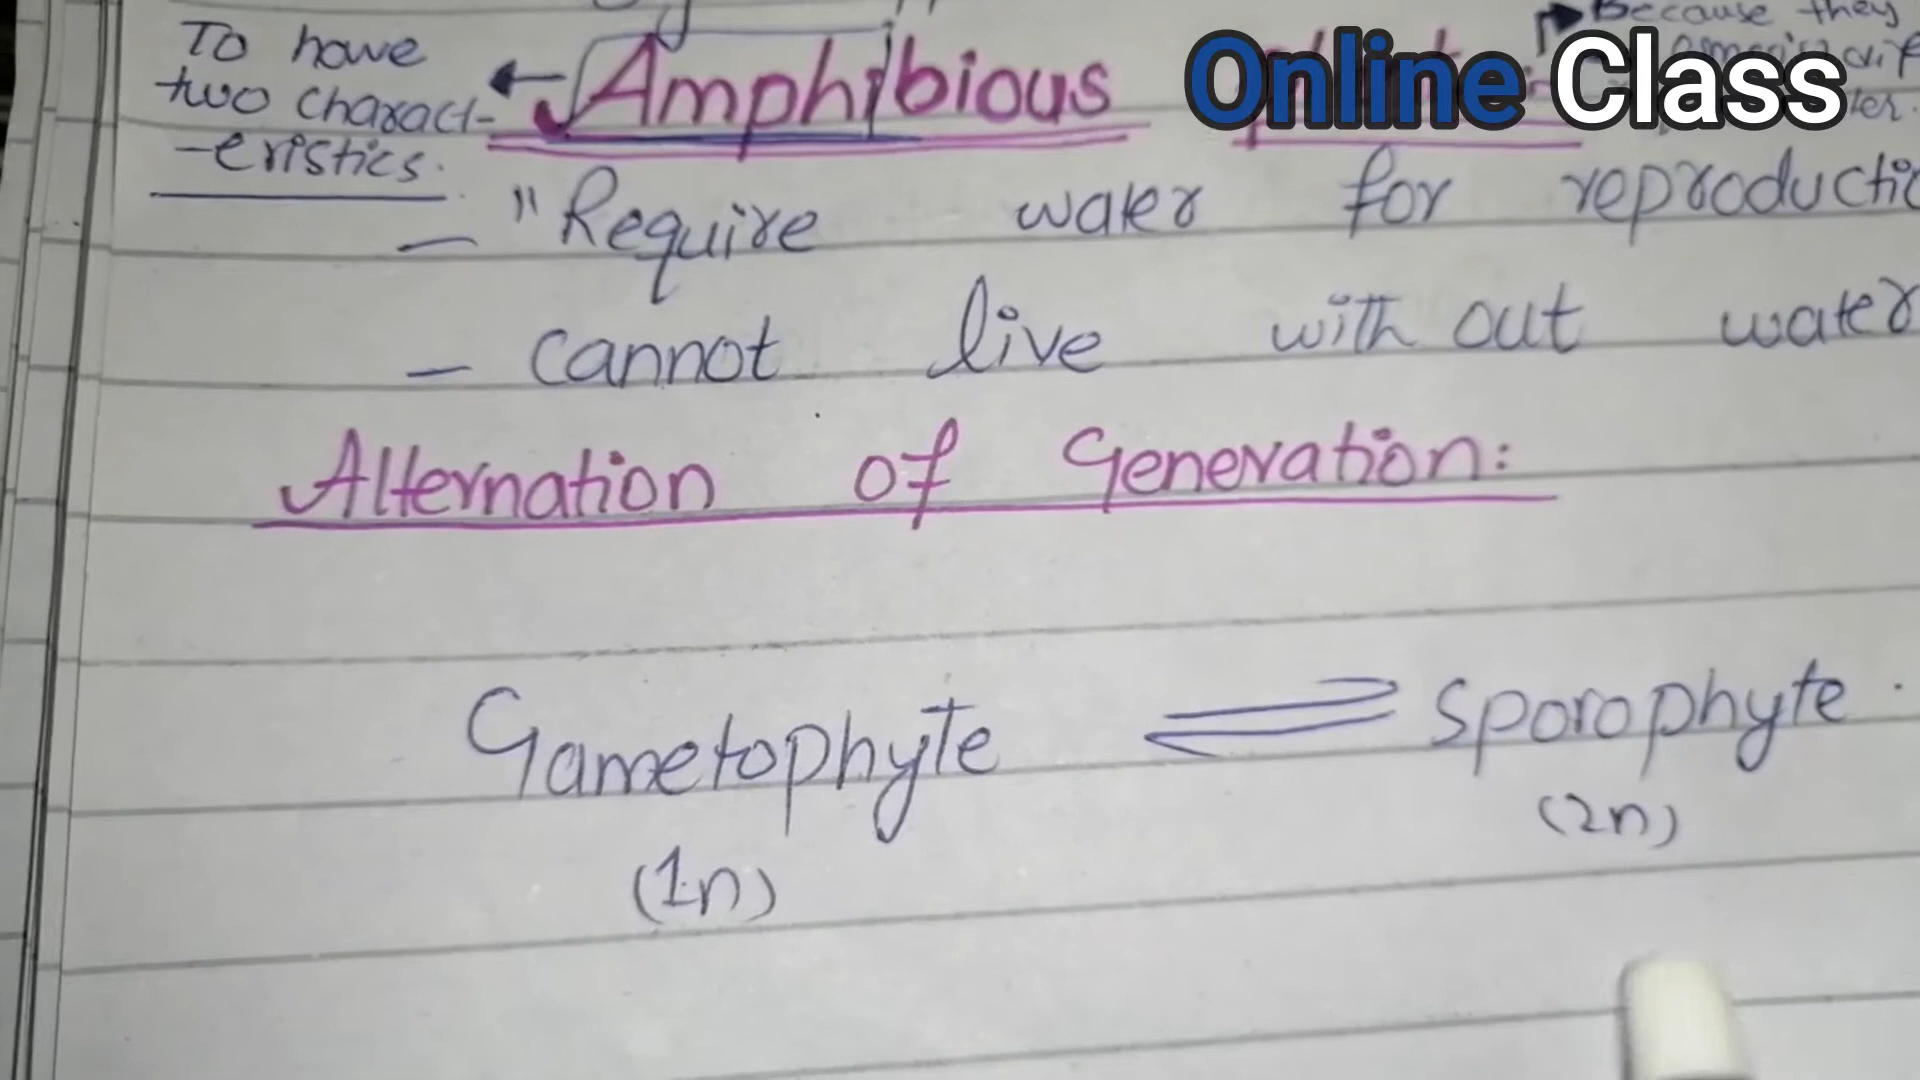 To have
two charact-
-eristics.
Amphibious
Because they
Online Class
- "Require water for reproductio
- cannot live with out water
Alternation of Generation:
Gametophyte ⇌ Sporophyte.
(1n) (2n)